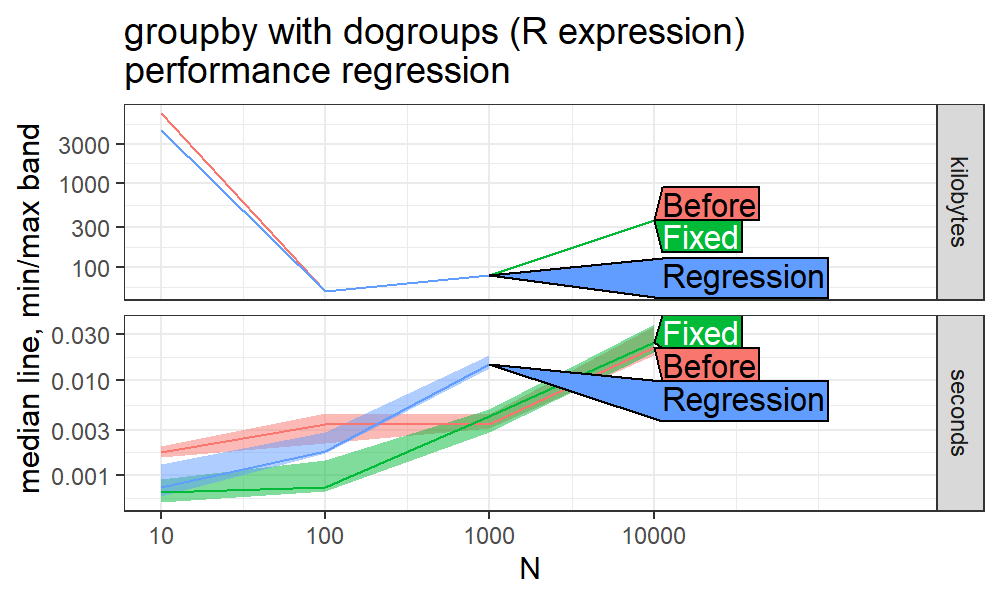 groupby with dogroups (R expression)
performance regression
median line, min/max band
3000
1000
300
100
Before
Fixed
Regression
kilobytes
0.030
0.010
0.003
0.001
Fixed
Before
Regression
seconds
10
100
1000
10000
N